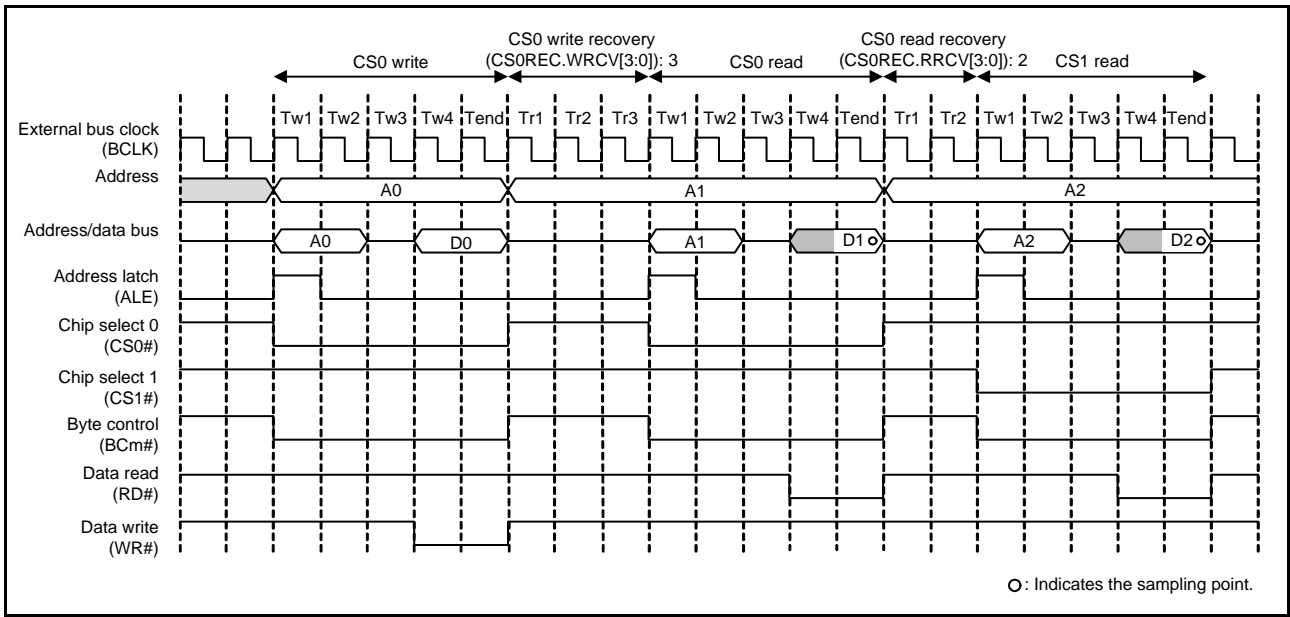 CS0 write recovery
(CS0REC.WRCV[3:0]): 3
CS0 read recovery
(CS0REC.RRCV[3:0]): 2
CS0 write
CS0 read
CS1 read
Tw1 Tw2 Tw3 Tw4 Tend Tr1 Tr2 Tr3 Tw1 Tw2 Tw3 Tw4 Tend Tr1 Tr2 Tw1 Tw2 Tw3 Tw4 Tend
External bus clock
(BCLK)
Address
A0 A1 A2
Address/data bus
A0 D0 A1 D1 A2 D2
Address latch
(ALE)
Chip select 0
(CS0#)
Chip select 1
(CS1#)
Byte control
(BCm#)
Data read
(RD#)
Data write
(WR#)
: Indicates the sampling point.